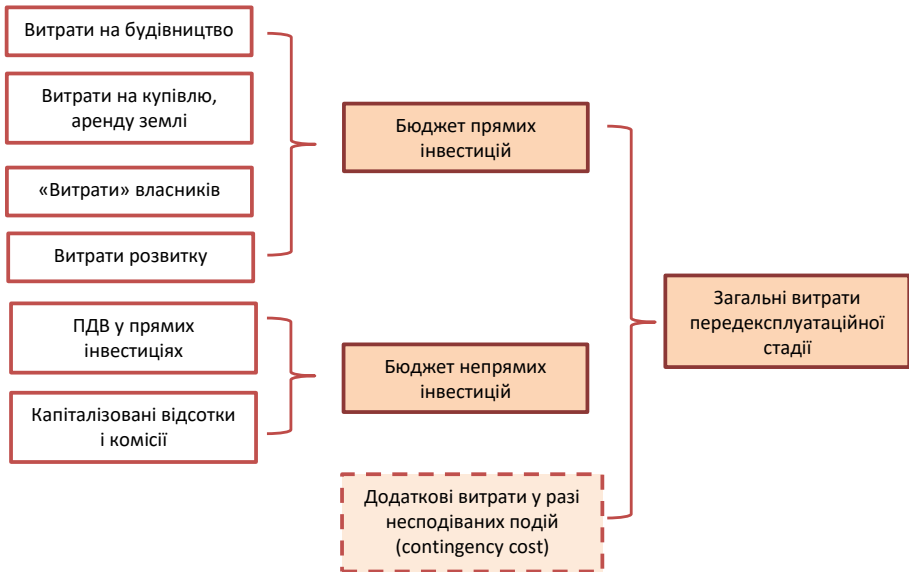 Витрати на будівництво
Витрати на купівлю,
аренду землі
«Витрати» власників
Витрати розвитку
ПДВ у прямих
інвестиціях
Капіталізовані відсотки
і комісії
Бюджет прямих
інвестицій
Бюджет непрямих
інвестицій
Додаткові витрати у разі
несподіваних подій
(contingency cost)
Загальні витрати
передексплуатаційної
стадії